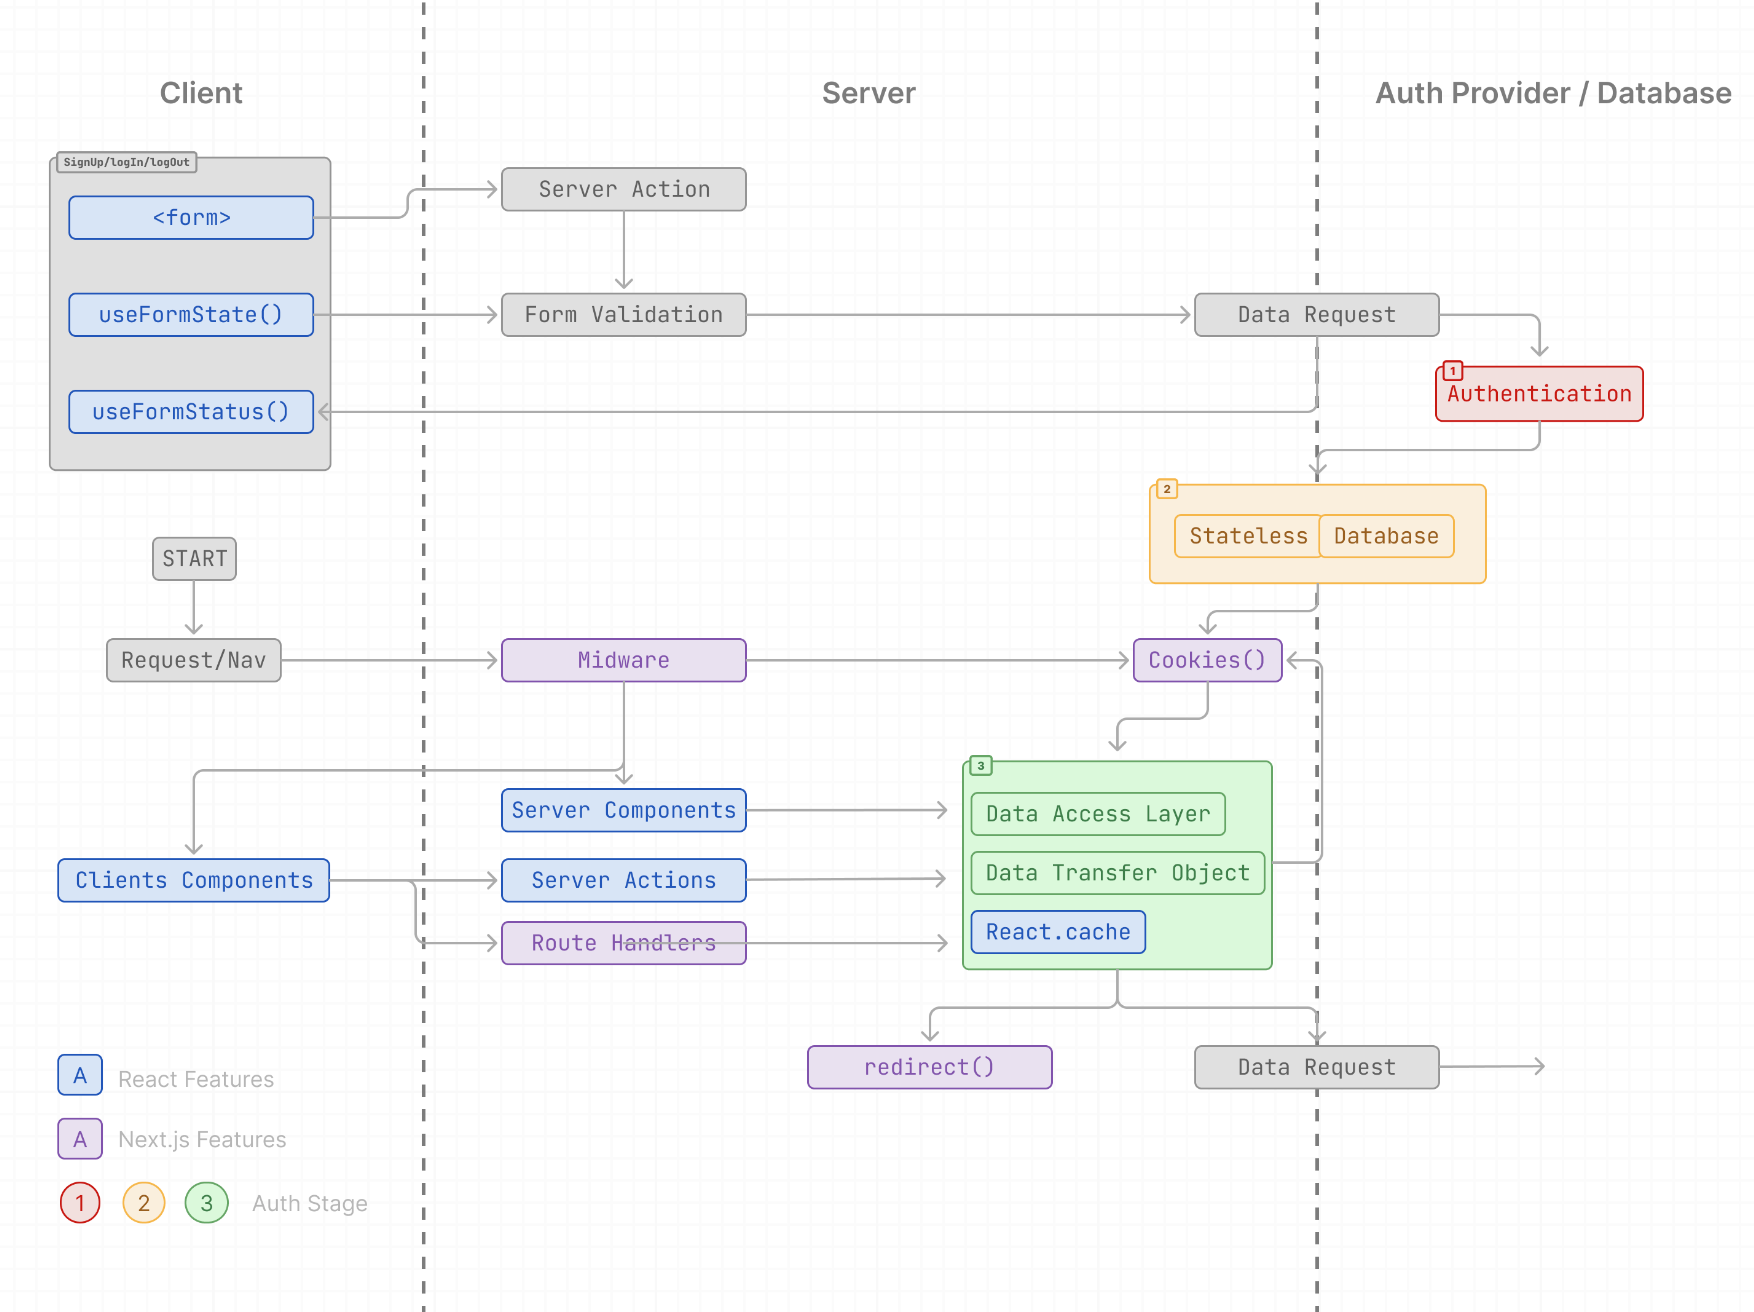 Client
Server
Auth Provider / Database
SignUp/logIn/logOut
<form>
Server Action
useFormState()
Form Validation
Data Request
useFormStatus()
1
Authentication
2
Stateless
Database
START
Request/Nav
Midware
Cookies()
3
Server Components
Data Access Layer
Clients Components
Server Actions
Data Transfer Object
Route Handlers
React.cache
redirect()
Data Request
A React Features
A Next.js Features
1 2 3 Auth Stage